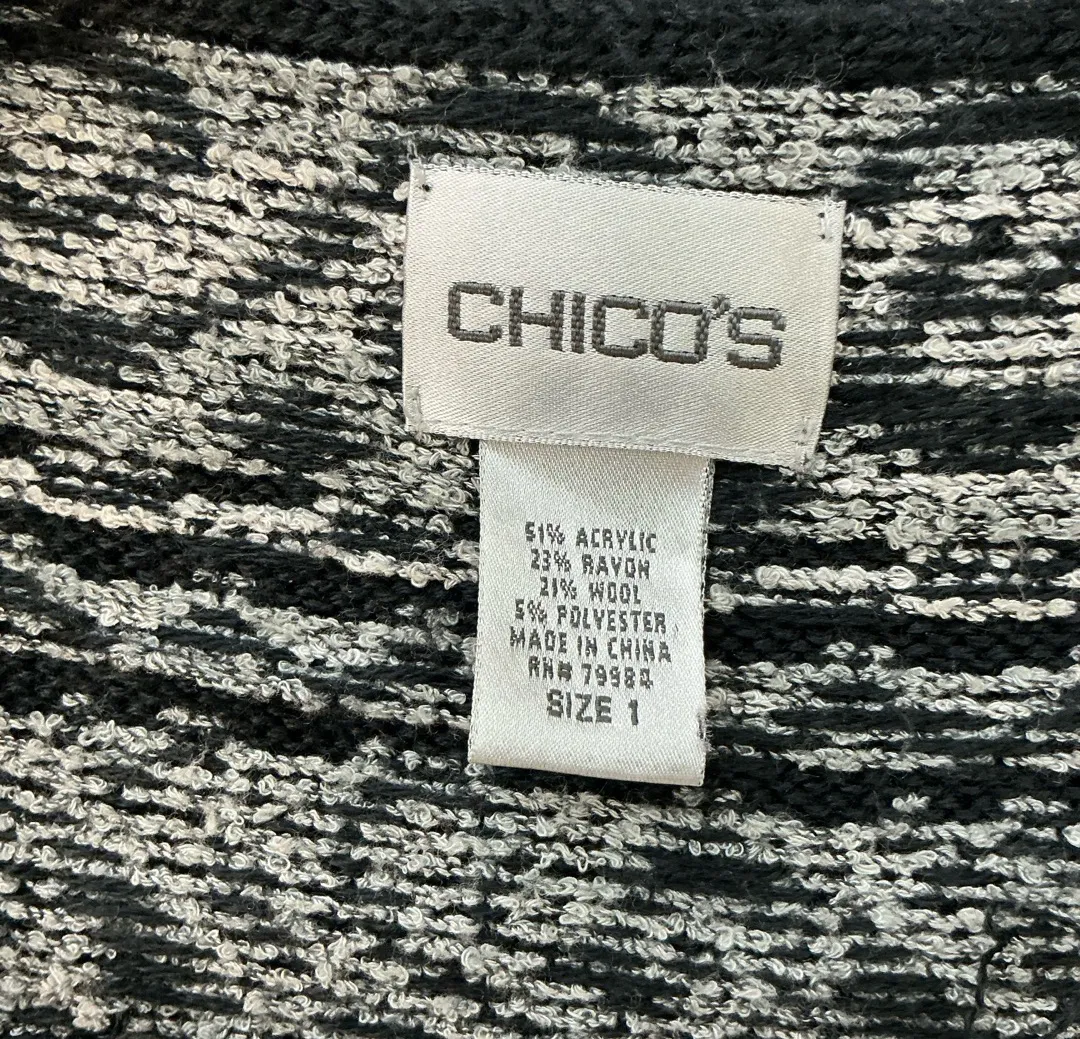 CHICO'S
51% ACRYLIC
23% RAYON
21% WOOL
5% POLYESTER
MADE IN CHINA
RN# 79984
SIZE 1